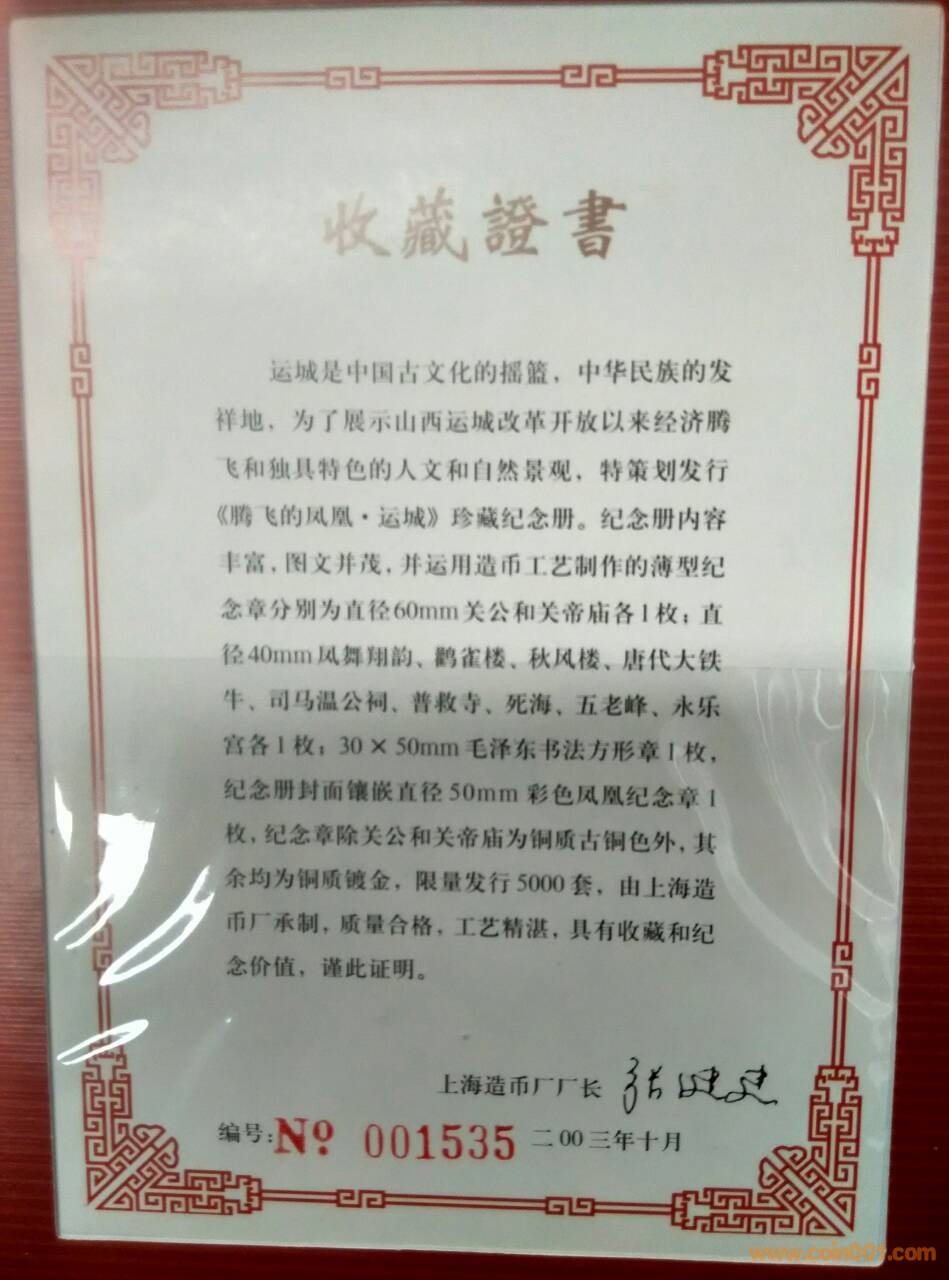 收藏證書
运城是中国古文化的摇篮，中华民族的发
祥地，为了展示山西运城改革开放以来经济腾
飞和独具特色的人文和自然景观，特策划发行
《腾飞的凤凰·运城》珍藏纪念册。纪念册内容
丰富，图文并茂，并运用造币工艺制作的薄型纪
念章分别为直径60mm关公和关帝庙各1枚；直
径40mm凤舞翔韵、鹳雀楼、秋风楼、唐代大铁
牛、司马温公祠、普救寺、死海、五老峰、永乐
宫各1枚；30×50mm毛泽东书法方形章1枚，
纪念册封面镶嵌直径50mm彩色凤凰纪念章1
枚，纪念章除关公和关帝庙为铜质古铜色外，其
余均为铜质镀金，限量发行5000套，由上海造
币厂承制，质量合格，工艺精湛，具有收藏和纪
念价值，谨此证明。
上海造币厂厂长
编号：№ 001535 二00三年十月
www.coin021.com